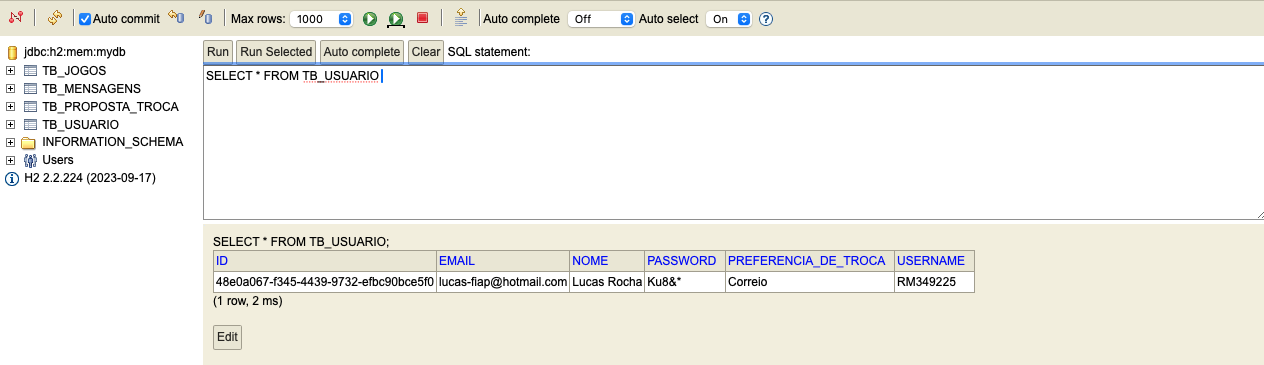 Auto commit Max rows: 1000 Auto complete Off Auto select On ?
jdbc:h2:mem:mydb
TB_JOGOS
TB_MENSAGENS
TB_PROPOSTA_TROCA
TB_USUARIO
INFORMATION_SCHEMA
Users
H2 2.2.224 (2023-09-17)
Run Run Selected Auto complete Clear SQL statement:
SELECT * FROM TB_USUARIO
SELECT * FROM TB_USUARIO;
ID EMAIL NOME PASSWORD PREFERENCIA_DE_TROCA USERNAME
48e0a067-f345-4439-9732-efbc90bce5f0 lucas-fiap@hotmail.com Lucas Rocha Ku8&* Correio RM349225
(1 row, 2 ms)
Edit